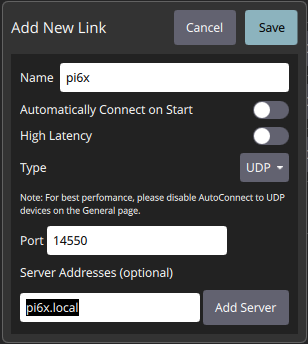 Add New Link
Cancel
Save
Name
pi6x
Automatically Connect on Start
High Latency
Type
UDP
Note: For best perfomance, please disable AutoConnect to UDP
devices on the General page.
Port
14550
Server Addresses (optional)
pi6x.local
Add Server